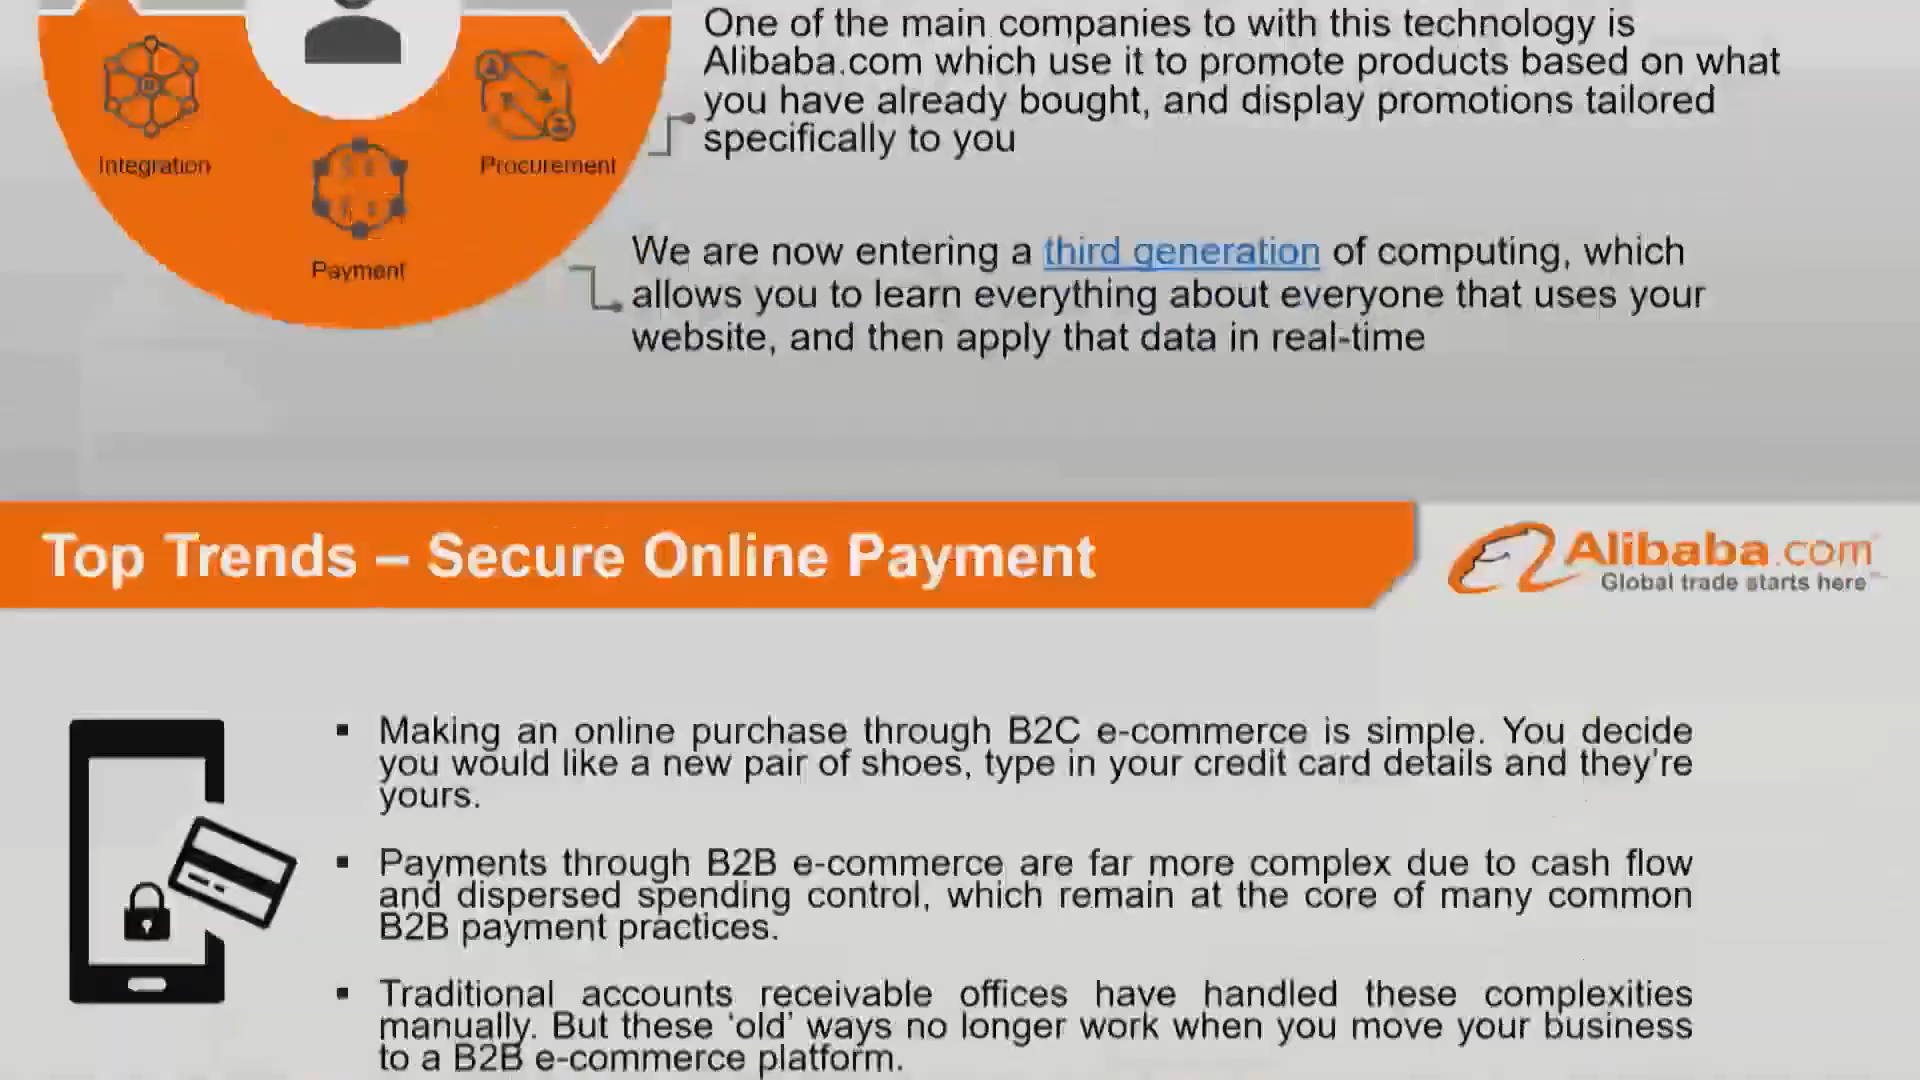 One of the main companies to with this technology is
Alibaba.com which use it to promote products based on what
you have already bought, and display promotions tailored
specifically to you
Integration
Procurement
Payment
We are now entering a third generation of computing, which
allows you to learn everything about everyone that uses your
website, and then apply that data in real-time
Top Trends – Secure Online Payment
Alibaba.com
Global trade starts here™
▪ Making an online purchase through B2C e-commerce is simple. You decide
you would like a new pair of shoes, type in your credit card details and they're
yours.
▪ Payments through B2B e-commerce are far more complex due to cash flow
and dispersed spending control, which remain at the core of many common
B2B payment practices.
▪ Traditional accounts receivable offices have handled these complexities
manually. But these ‘old’ ways no longer work when you move your business
to a B2B e-commerce platform.